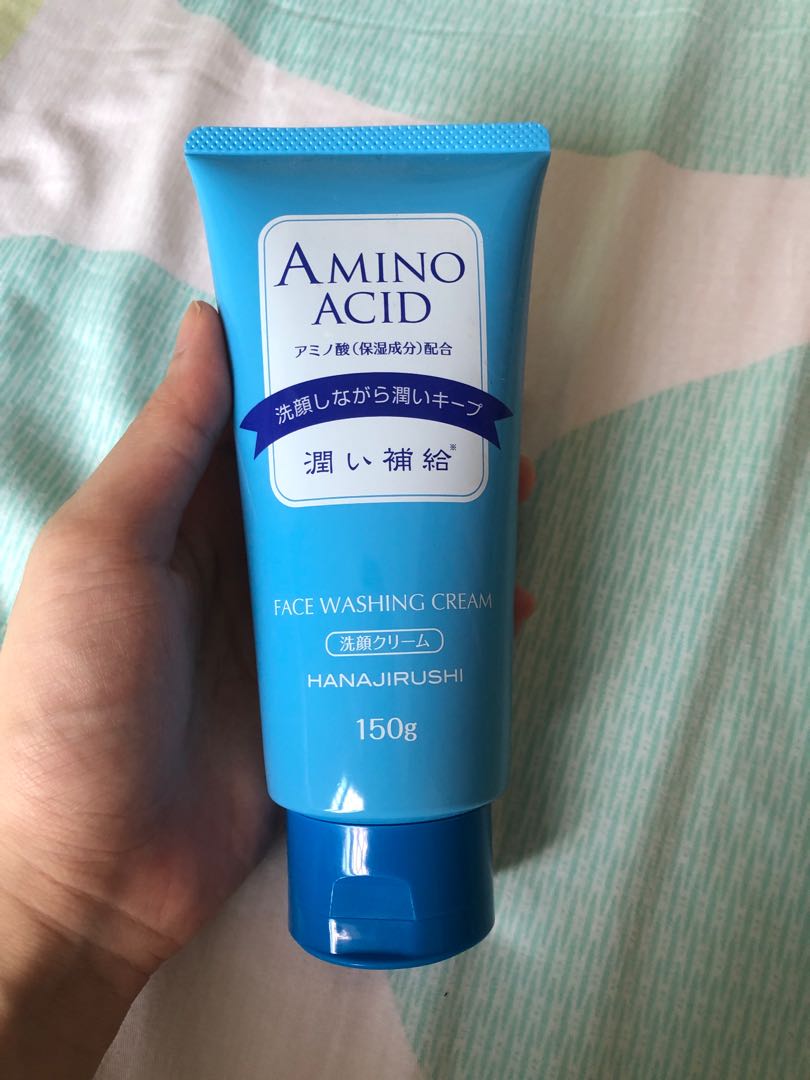 AMINO
ACID
アミノ酸(保湿成分)配合
洗顔しながら潤いキープ
潤い補給※
FACE WASHING CREAM
洗顔クリーム
HANAJIRUSHI
150g